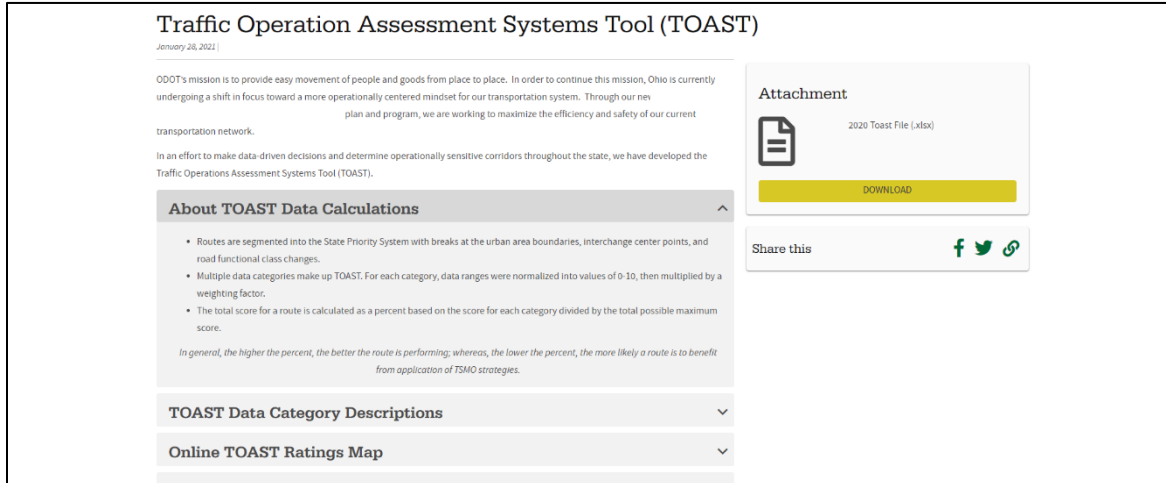 Traffic Operation Assessment Systems Tool (TOAST)
January 28, 2021 |
ODOT's mission is to provide easy movement of people and goods from place to place. In order to continue this mission, Ohio is currently
undergoing a shift in focus toward a more operationally centered mindset for our transportation system. Through our
plan and program, we are working to maximize the efficiency and safety of our current
transportation network.
In an effort to make data-driven decisions and determine operationally sensitive corridors throughout the state, we have developed the
Traffic Operations Assessment Systems Tool (TOAST).
About TOAST Data Calculations
• Routes are segmented into the State Priority System with breaks at the urban area boundaries, interchange center points, and
road functional class changes.
• Multiple data categories make up TOAST. For each category, data ranges were normalized into values of 0-10, then multiplied by a
weighting factor.
• The total score for a route is calculated as a percent based on the score for each category divided by the total possible maximum
score.
In general, the higher the percent, the better the route is performing; whereas, the lower the percent, the more likely a route is to benefit
from application of TSMO strategies.
TOAST Data Category Descriptions
Online TOAST Ratings Map
Attachment
2020 Toast File (.xlsx)
DOWNLOAD
Share this